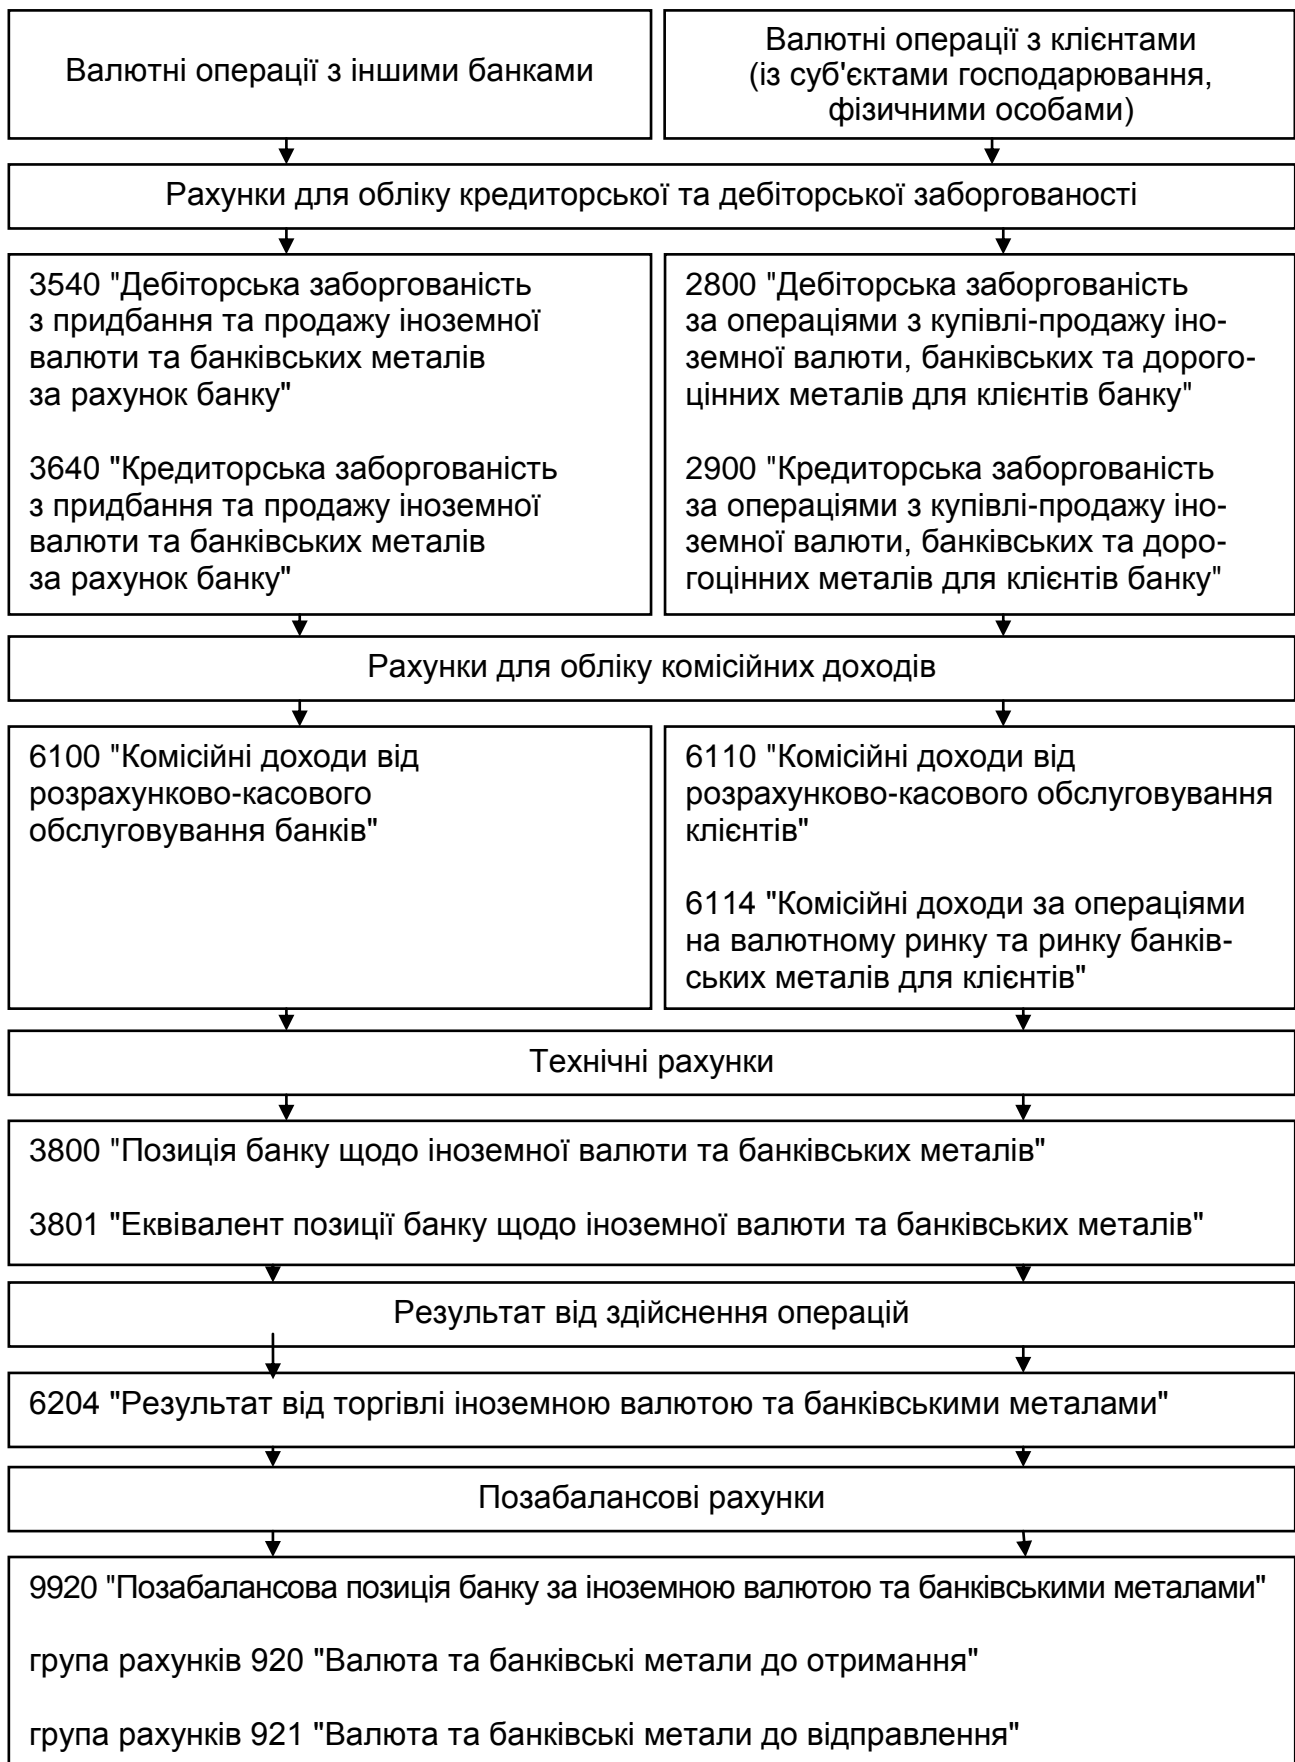 Валютні операції з іншими банками
Валютні операції з клієнтами
(із суб'єктами господарювання,
фізичними особами)
Рахунки для обліку кредиторської та дебіторської заборгованості
3540 "Дебіторська заборгованість
з придбання та продажу іноземної
валюти та банківських металів
за рахунок банку"
3640 "Кредиторська заборгованість
з придбання та продажу іноземної
валюти та банківських металів
за рахунок банку"
2800 "Дебіторська заборгованість
за операціями з купівлі-продажу іно-
земної валюти, банківських та дорого-
цінних металів для клієнтів банку"
2900 "Кредиторська заборгованість
за операціями з купівлі-продажу іно-
земної валюти, банківських та доро-
гоцінних металів для клієнтів банку"
Рахунки для обліку комісійних доходів
6100 "Комісійні доходи від
розрахунково-касового
обслуговування банків"
6110 "Комісійні доходи від
розрахунково-касового обслуговування
клієнтів"
6114 "Комісійні доходи за операціями
на валютному ринку та ринку банків-
ських металів для клієнтів"
Технічні рахунки
3800 "Позиція банку щодо іноземної валюти та банківських металів"
3801 "Еквівалент позиції банку щодо іноземної валюти та банківських металів"
Результат від здійснення операцій
6204 "Результат від торгівлі іноземною валютою та банківськими металами"
Позабалансові рахунки
9920 "Позабалансова позиція банку за іноземною валютою та банківськими металами"
група рахунків 920 "Валюта та банківські метали до отримання"
група рахунків 921 "Валюта та банківські метали до відправлення"